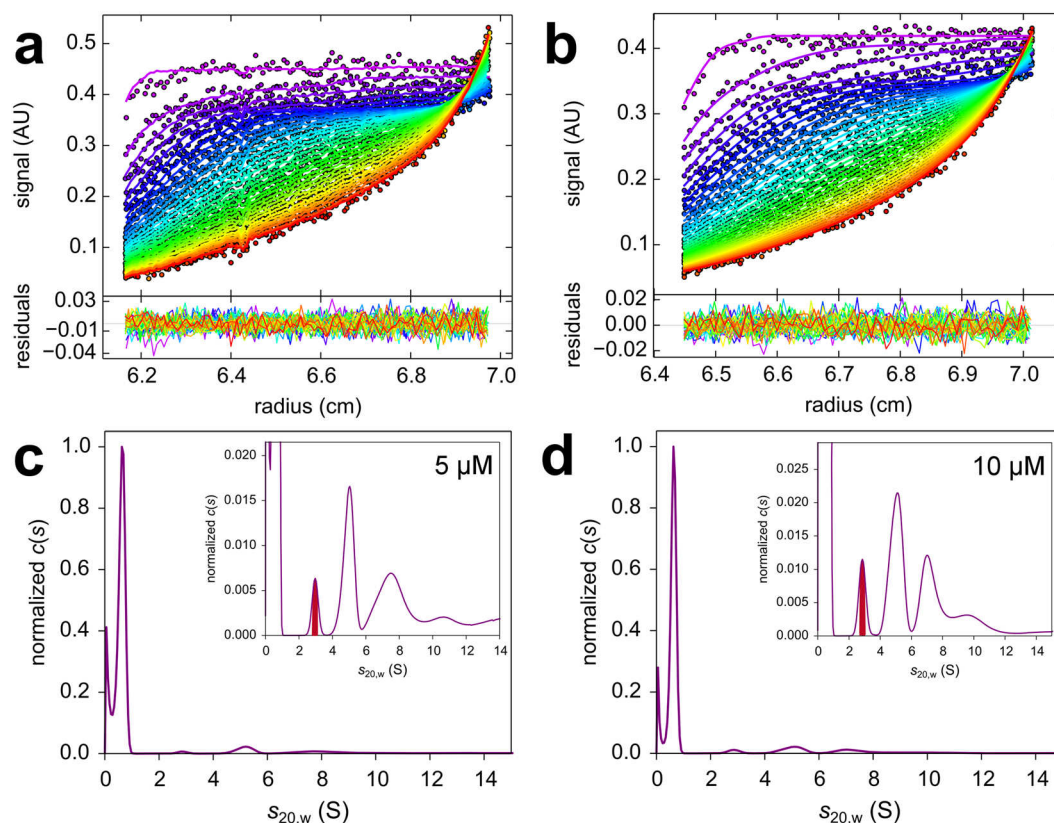 a
signal (AU)
0.5
0.4
0.3
0.2
0.1
residuals
0.03
−0.01
−0.04
6.2 6.4 6.6 6.8 7.0
radius (cm)
b
signal (AU)
0.4
0.3
0.2
0.1
residuals
0.02
0.00
−0.02
6.4 6.5 6.6 6.7 6.8 6.9 7.0
radius (cm)
c
normalized c(s)
1.0
0.8
0.6
0.4
0.2
0.0
0 2 4 6 8 10 12 14
s20,w (S)
5 µM
normalized c(s)
0.020
0.015
0.010
0.005
0.000
0 2 4 6 8 10 12 14
s20,w (S)
d
normalized c(s)
1.0
0.8
0.6
0.4
0.2
0.0
0 2 4 6 8 10 12 14
s20,w (S)
10 µM
normalized c(s)
0.025
0.020
0.015
0.010
0.005
0.000
0 2 4 6 8 10 12 14
s20,w (S)